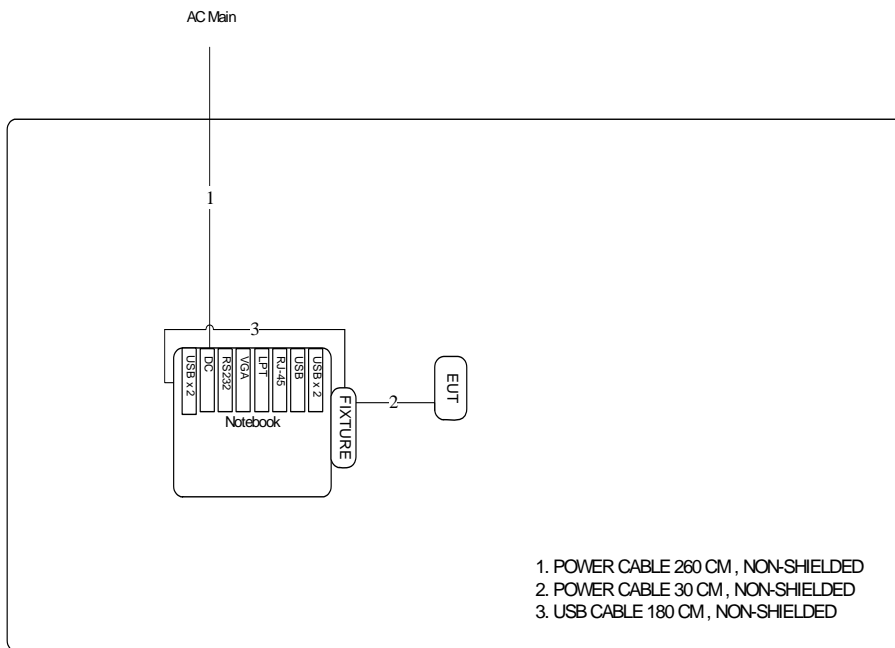 AC Main
1
3
USB x 2
DC
RS232
VGA
LPT
RJ-45
USB
USB x 2
Notebook
FIXTURE
2
EUT
1. POWER CABLE 260 CM , NON-SHIELDED
2. POWER CABLE 30 CM , NON-SHIELDED
3. USB CABLE 180 CM , NON-SHIELDED